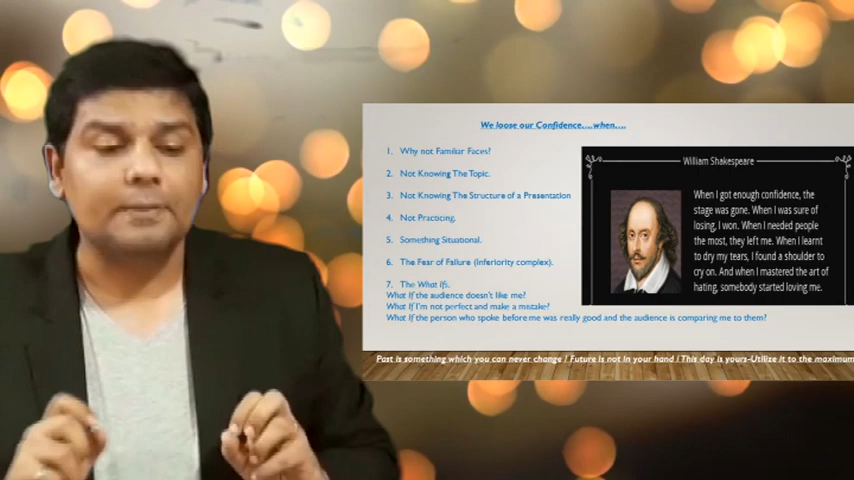 We loose our Confidence....when....
1. Why not Familiar Faces?
2. Not Knowing The Topic.
3. Not Knowing The Structure of a Presentation
4. Not Practicing.
5. Something Situational.
6. The Fear of Failure (Inferiority complex).
7. The What Ifs.
What If the audience doesn't like me?
What If I'm not perfect and make a mistake?
What If the person who spoke before me was really good and the audience is comparing me to them?
William Shakespeare
When I got enough confidence, the
stage was gone. When I was sure of
losing, I won. When I needed people
the most, they left me. When I learnt
to dry my tears, I found a shoulder to
cry on. And when I mastered the art of
hating, somebody started loving me.
Past is something which you can never change / Future is not in your hand / This day is yours-Utilize it to the maximum